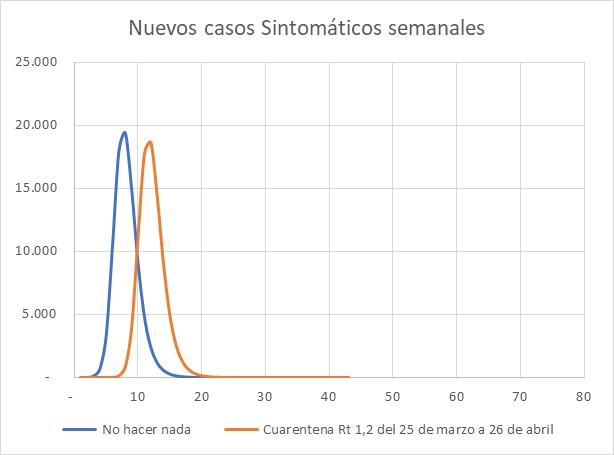 Nuevos casos Sintomáticos semanales
25.000
20.000
15.000
10.000
5.000
-
- 10 20 30 40 50 60 70 80
No hacer nada Cuarentena Rt 1,2 del 25 de marzo a 26 de abril